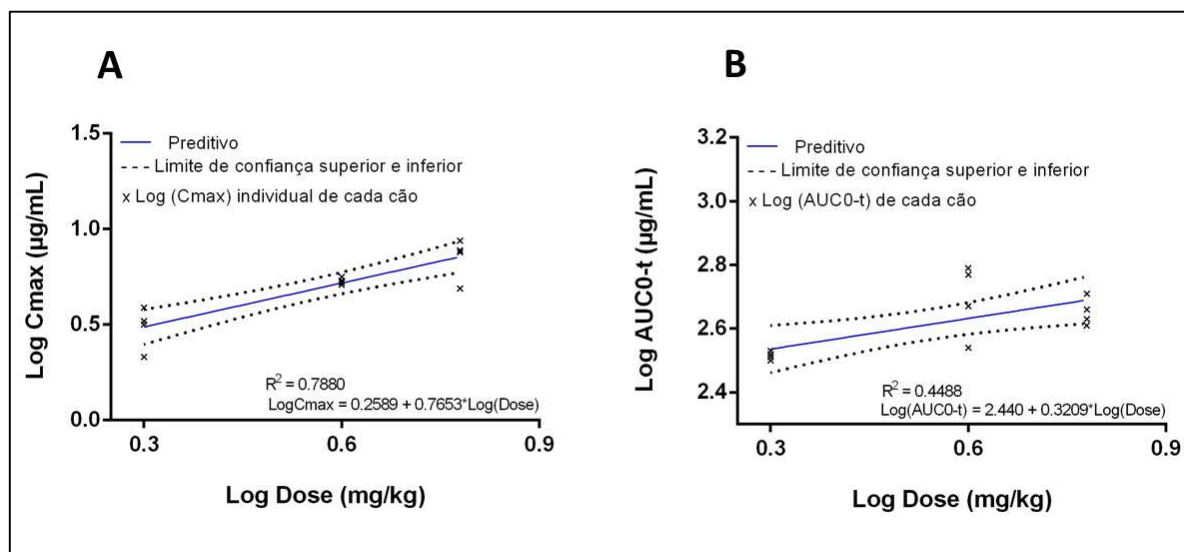 A
Preditivo
Limite de confiança superior e inferior
x Log (Cmax) individual de cada cão
Log Cmax (µg/mL)
1.5
1.0
0.5
0.0
R² = 0.7880
LogCmax = 0.2589 + 0.7653*Log(Dose)
0.3
0.6
0.9
Log Dose (mg/kg)
B
Preditivo
Limite de confiança superior e inferior
x Log (AUC0-t) de cada cão
Log AUC0-t (µg/mL)
3.2
3.0
2.8
2.6
2.4
R² = 0.4488
Log(AUC0-t) = 2.440 + 0.3209*Log(Dose)
0.3
0.6
0.9
Log Dose (mg/kg)